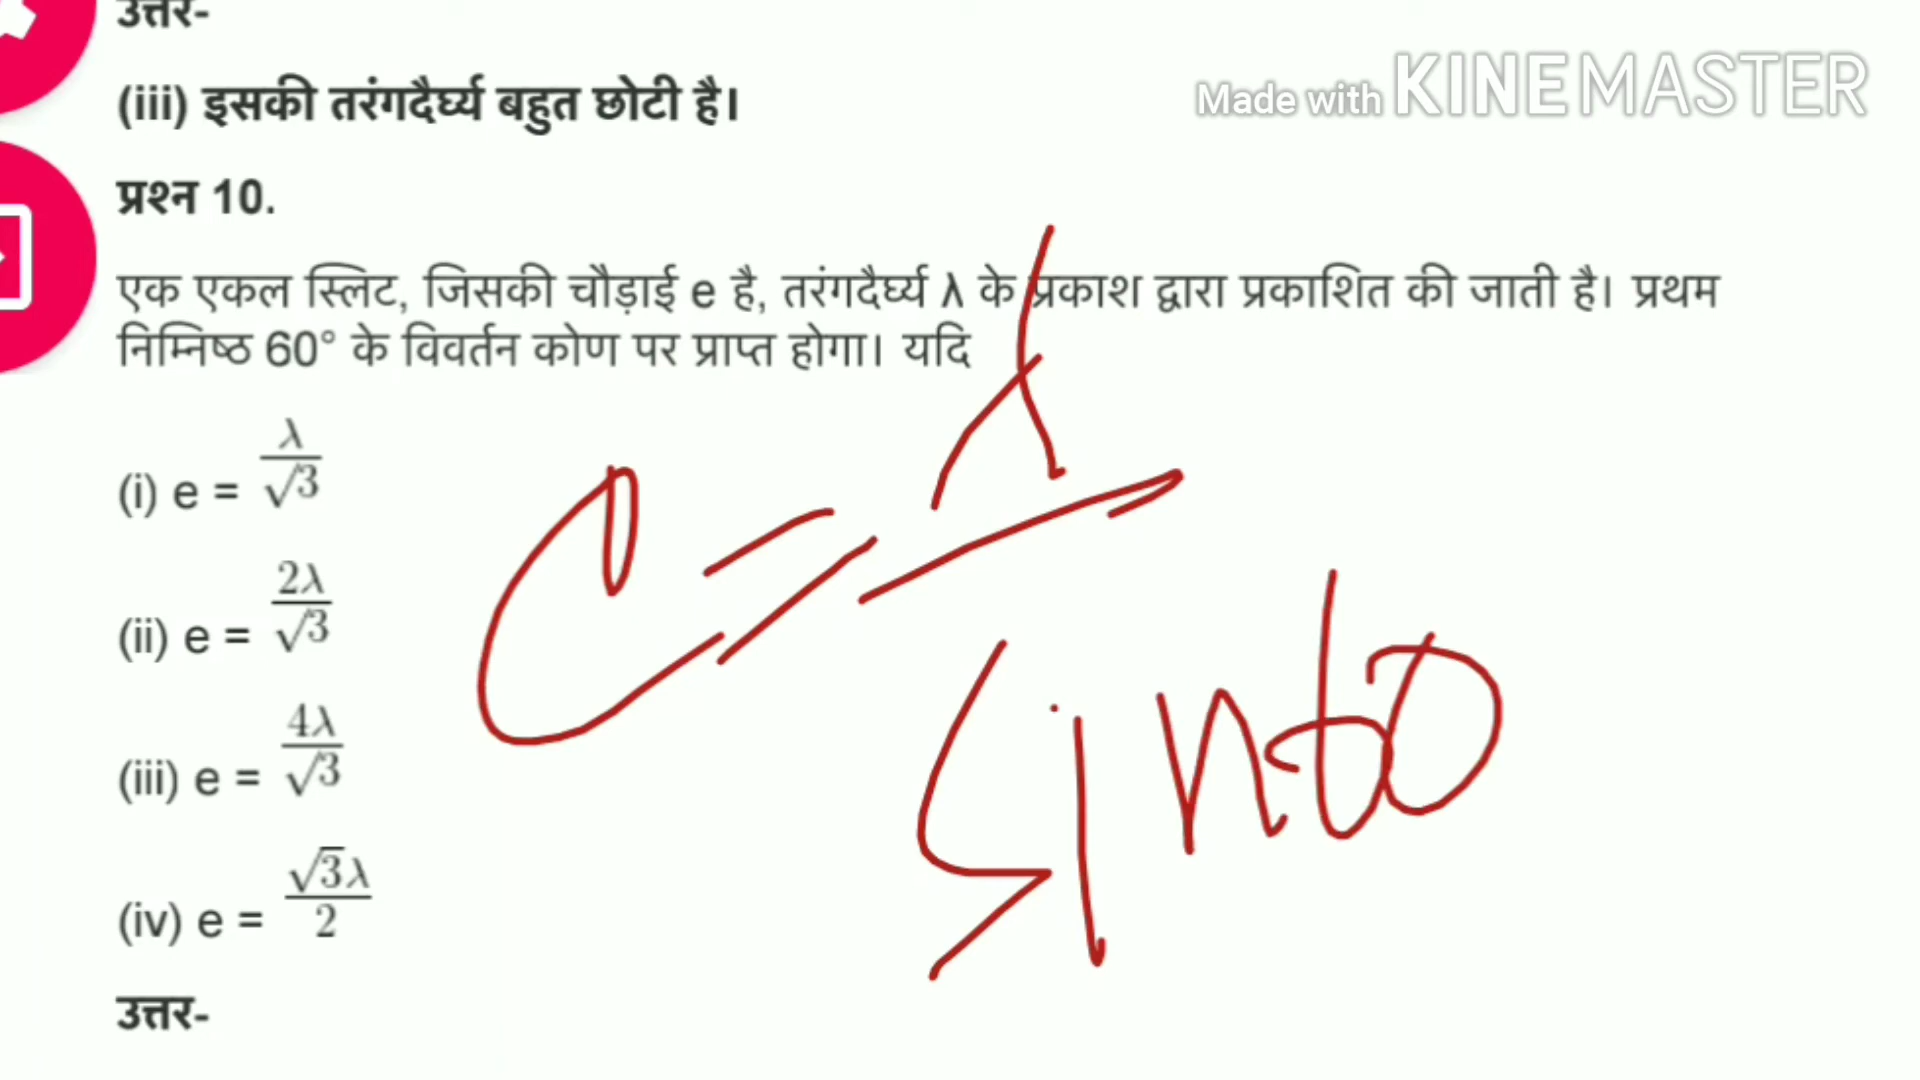 उत्तर-
Made with KINEMASTER
(iii) इसकी तरंगदैर्घ्य बहुत छोटी है।
प्रश्न 10.
एक एकल स्लिट, जिसकी चौड़ाई e है, तरंगदैर्घ्य λ के प्रकाश द्वारा प्रकाशित की जाती है। प्रथम
निम्निष्ठ 60° के विवर्तन कोण पर प्राप्त होगा। यदि
(i) e = λ/√3
(ii) e = 2λ/√3
(iii) e = 4λ/√3
(iv) e = √3λ/2
e = λ/sin60
उत्तर-